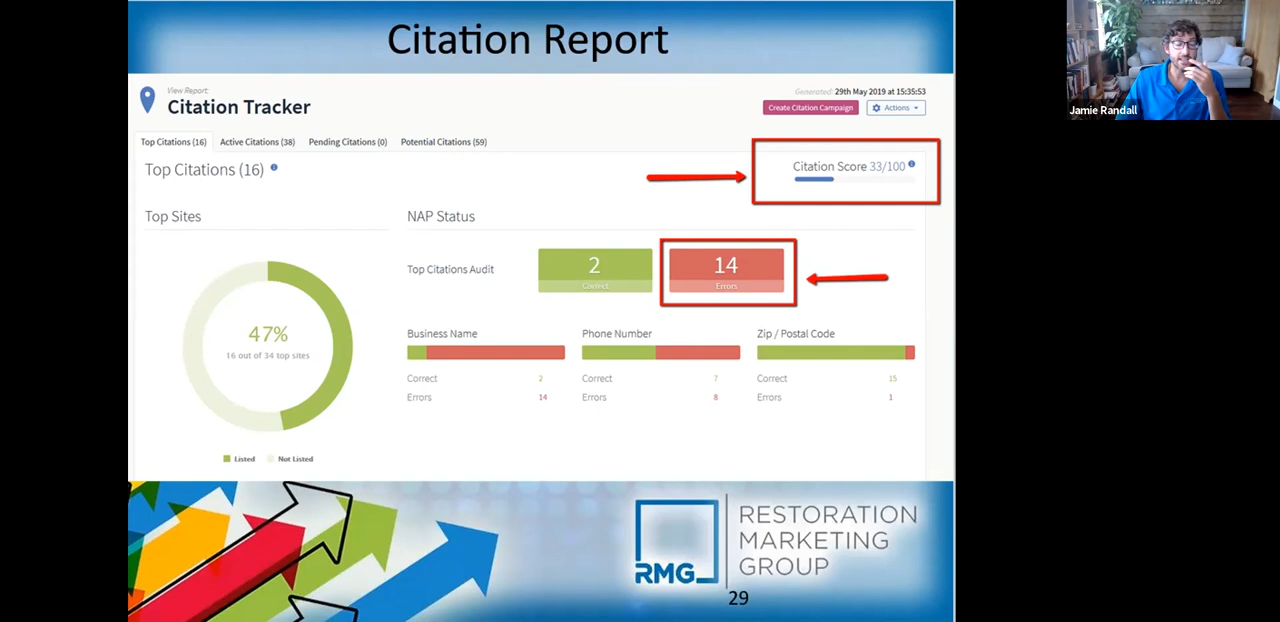 Citation Report
View Report:
Citation Tracker
Generated: 29th May 2019 at 15:35:53
Create Citation Campaign
Actions
Top Citations (16)
Active Citations (38)
Pending Citations (0)
Potential Citations (59)
Top Citations (16)
Citation Score 33/100
Top Sites
NAP Status
Top Citations Audit
2
Correct
14
Errors
47%
16 out of 34 top sites
Listed
Not Listed
Business Name
Correct 2
Errors 14
Phone Number
Correct 7
Errors 8
Zip / Postal Code
Correct 15
Errors 1
RMG
RESTORATION
MARKETING
GROUP
29
Jamie Randall